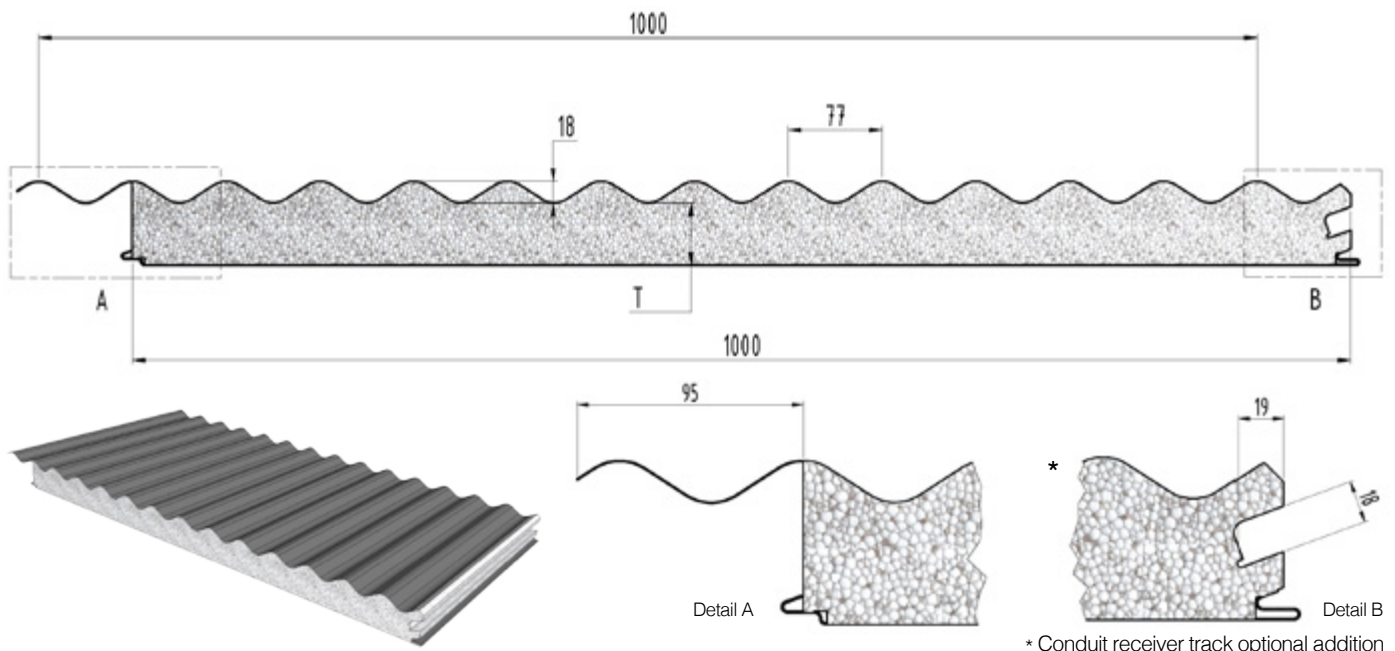 1000
18
77
A
T
B
1000
95
19
*
18
Detail A
Detail B
* Conduit receiver track optional addition